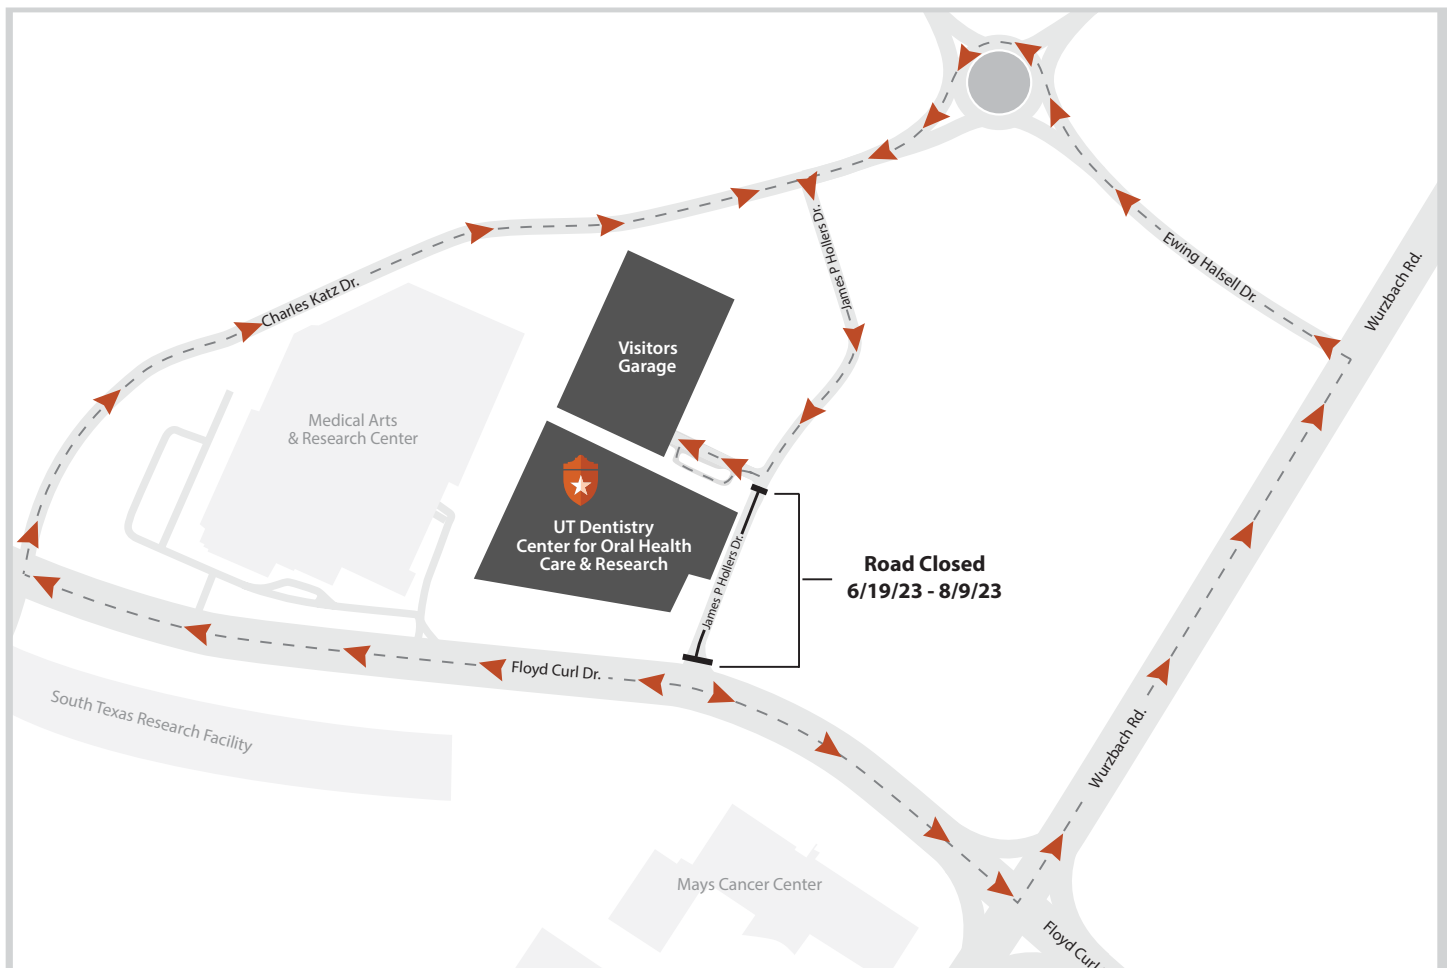 Charles Katz Dr.
James P Hollers Dr.
Ewing Halsell Dr.
Wurzbach Rd.
Visitors
Garage
Medical Arts
& Research Center
UT Dentistry
Center for Oral Health
Care & Research
James P Hollers Dr.
Road Closed
6/19/23 - 8/9/23
Floyd Curl Dr.
South Texas Research Facility
Wurzbach Rd.
Mays Cancer Center
Floyd Curl